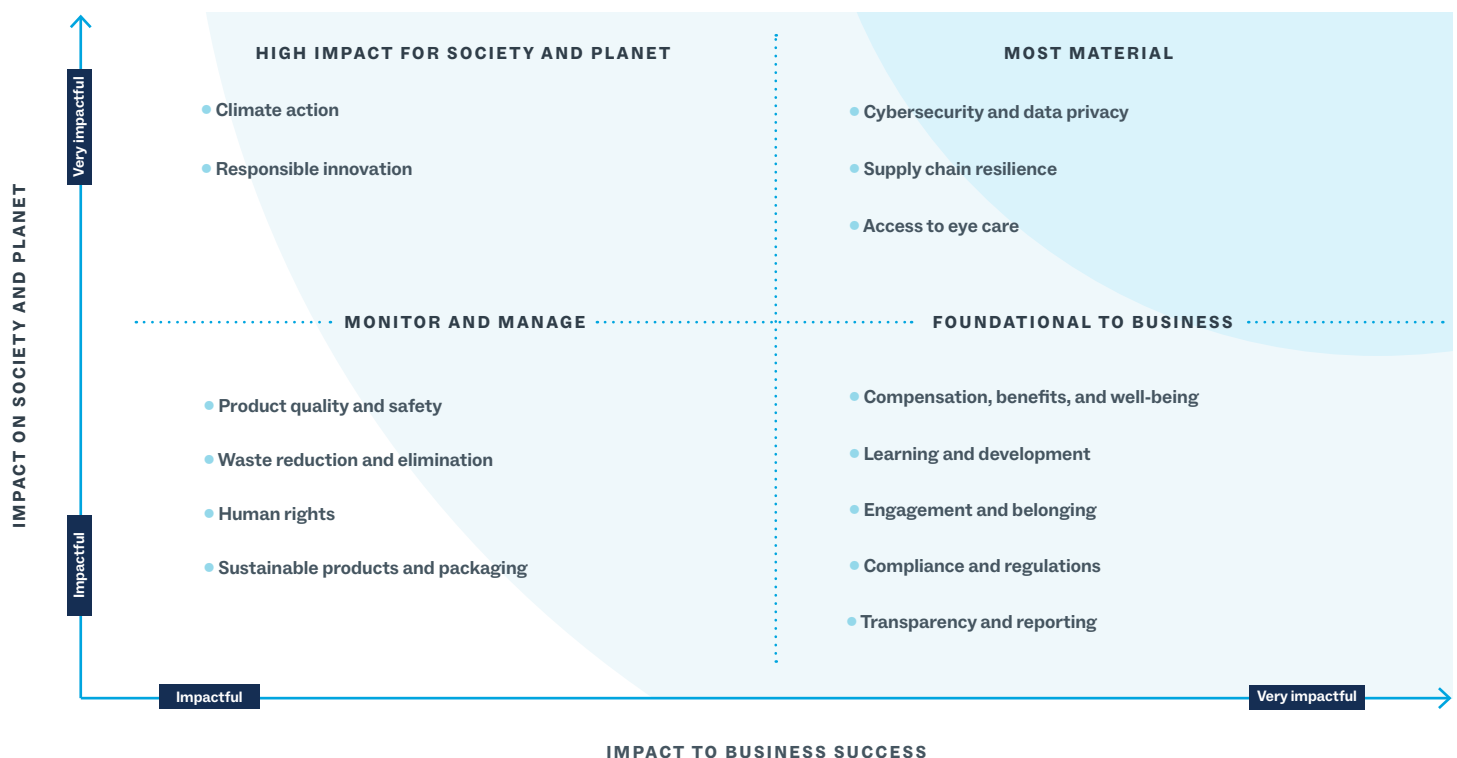 HIGH IMPACT FOR SOCIETY AND PLANET
Climate action
Responsible innovation
MOST MATERIAL
Cybersecurity and data privacy
Supply chain resilience
Access to eye care
MONITOR AND MANAGE
Product quality and safety
Waste reduction and elimination
Human rights
Sustainable products and packaging
FOUNDATIONAL TO BUSINESS
Compensation, benefits, and well-being
Learning and development
Engagement and belonging
Compliance and regulations
Transparency and reporting
IMPACT ON SOCIETY AND PLANET
Very impactful
Impactful
Impactful
Very impactful
IMPACT TO BUSINESS SUCCESS